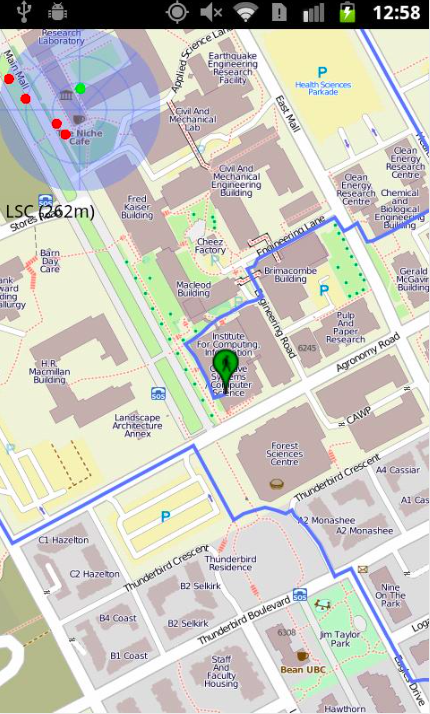 12:58
Research
Laboratory
Main Mall
Applied Science Lane
Earthquake
Engineering
Research
Facility
P
Health Sciences
Parkade
East Mall
The Niche
Cafe
Civil And
Mechanical
Lab
Civil And
Mechanical
Engineering
Building
Clean
Energy
Research
Centre
Clean
Energy
Research
Centre
Chemical
and
Biological
Engineering
Building
SOS
LSC (262m)
Stores
Fred
Kaiser
Building
Cheez
Factory
P
Engineering Lane
Barn
Day
Care
Macleod
Building
P
Brimacombe
Building
P
Gerald
McGavin
Building
Engineering Road
Institute
For Computing,
Systems
/Computer
Science
6245
Pulp
And
Paper
Research
Agronomy Road
H.R.
Macmillan
Building
SOS
Landscape
Architecture
Annex
CAWP
P
Forest
Sciences
Centre
Thunderbird Crescent
A4 Cassiar
A1 Cas
P
A2 Monashee
A2 Monashee
C1 Hazelton
Thunderbird Crescent
Thunderbird
Residence
C2 Hazelton
B2 Selkirk
SOS
Nine
On The
Park
B4 Coast
B2 Selkirk
Thunderbird Boulevard
6308
Jim Taylor
Park
B1 Coast
Staff
And
Faculty
Housing
Bean UBC
Eagles Drive
Hawthorn